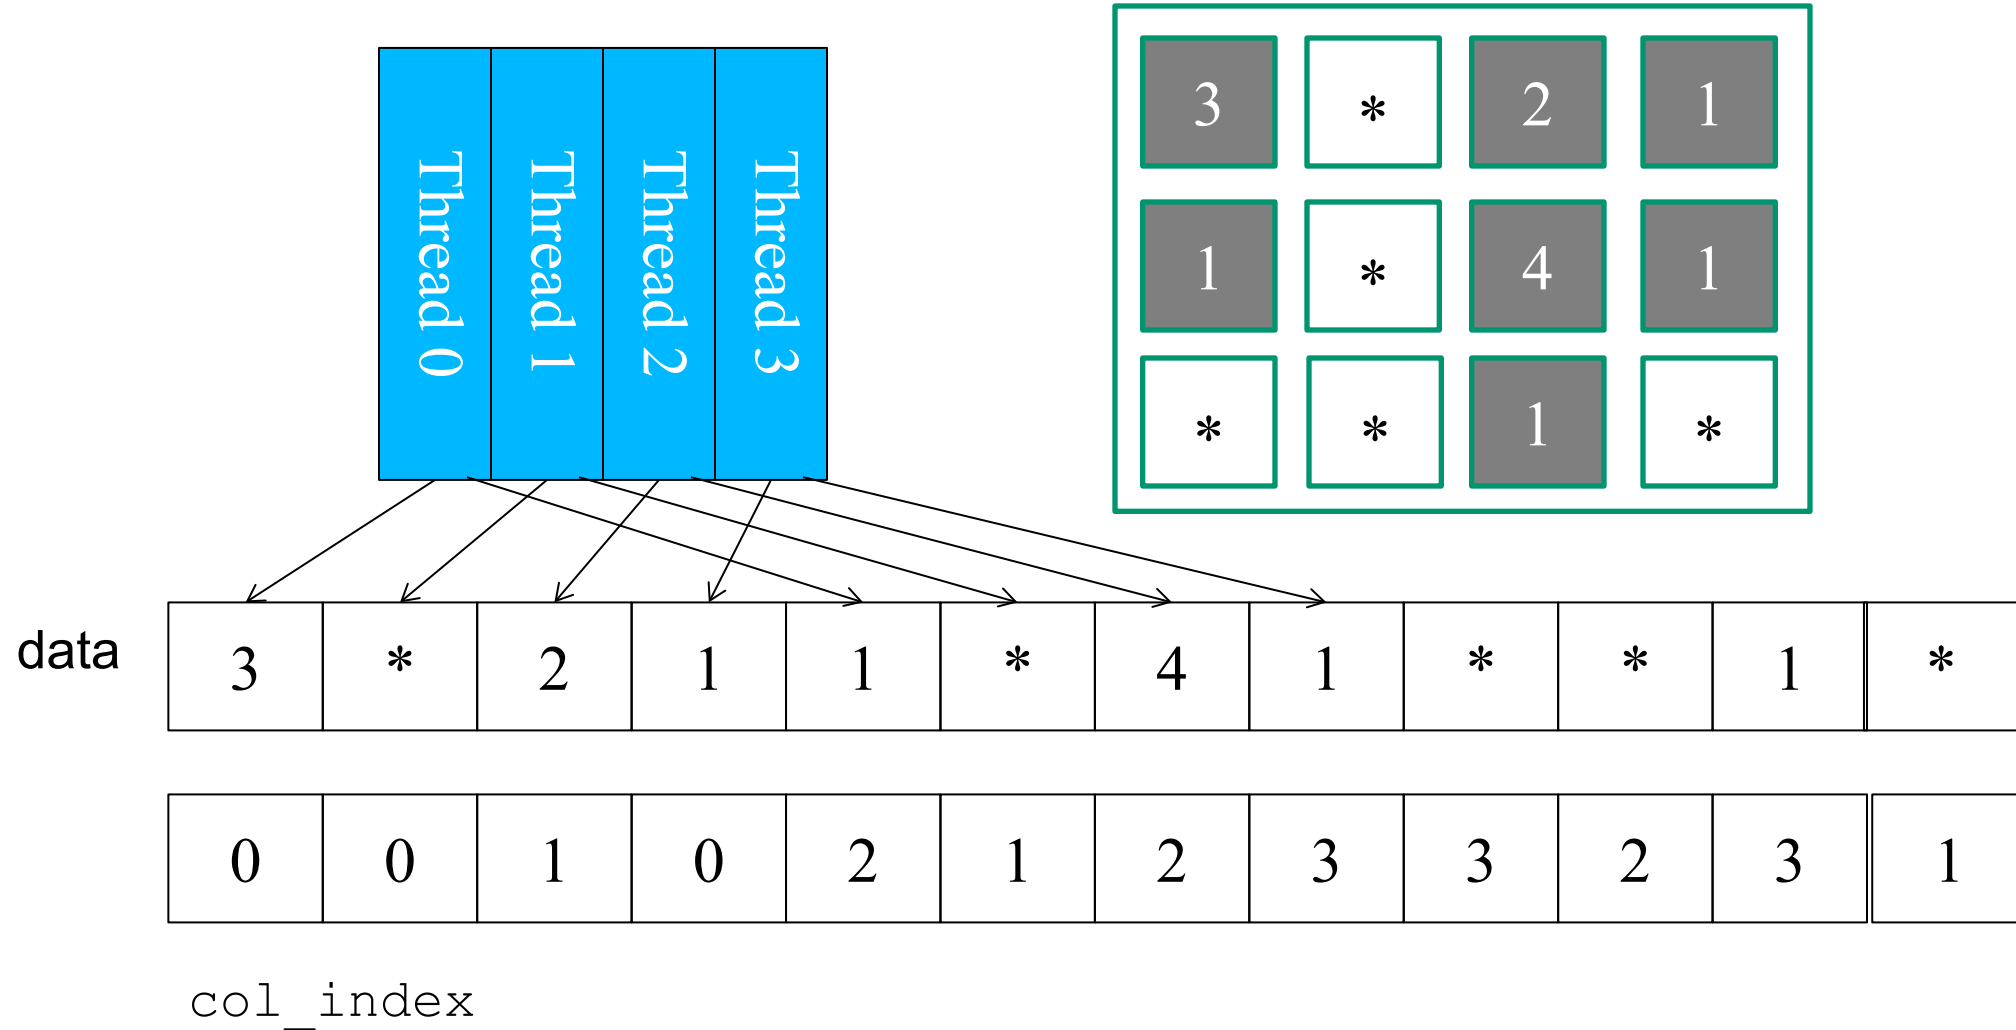 Thread 0
Thread 1
Thread 2
Thread 3
3 * 2 1
1 * 4 1
* * 1 *
data 3 * 2 1 1 * 4 1 * * 1 *
0 0 1 0 2 1 2 3 3 2 3 1
col_index